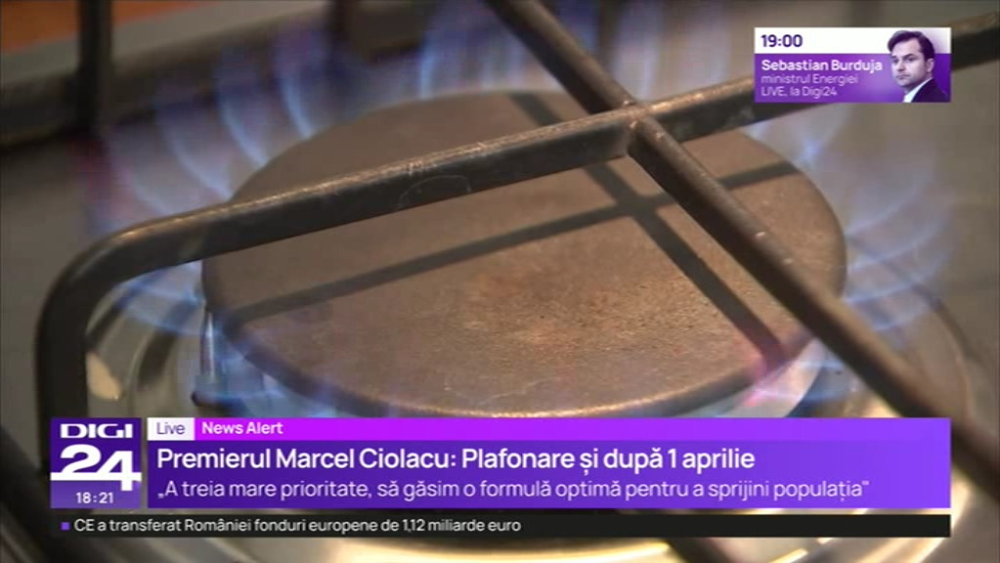 19:00
Sebastian Burduja
ministrul Energiei
LIVE, la Digi24
DIGI
24
18:21
Live
News Alert
Premierul Marcel Ciolacu: Plafonare și după 1 aprilie
„A treia mare prioritate, să găsim o formulă optimă pentru a sprijini populația"
CE a transferat României fonduri europene de 1,12 miliarde euro